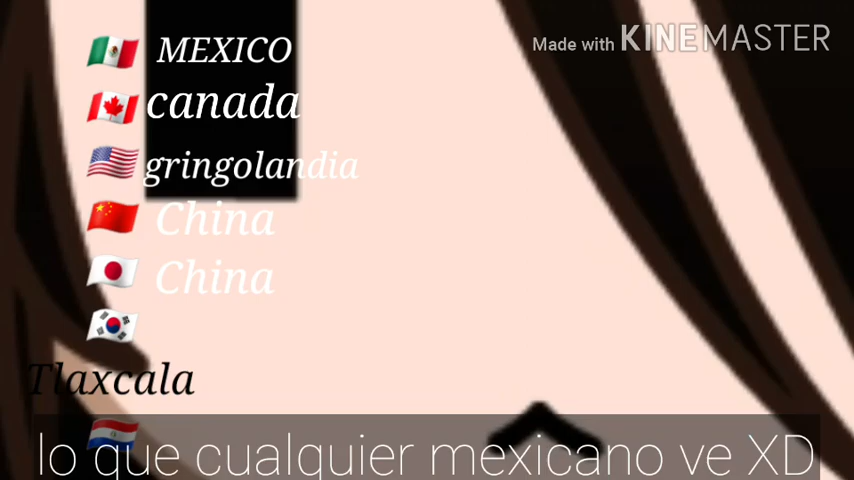 Made with KINEMASTER
MEXICO
canada
gringolandia
China
China
Tlaxcala
lo que cualquier mexicano ve XD